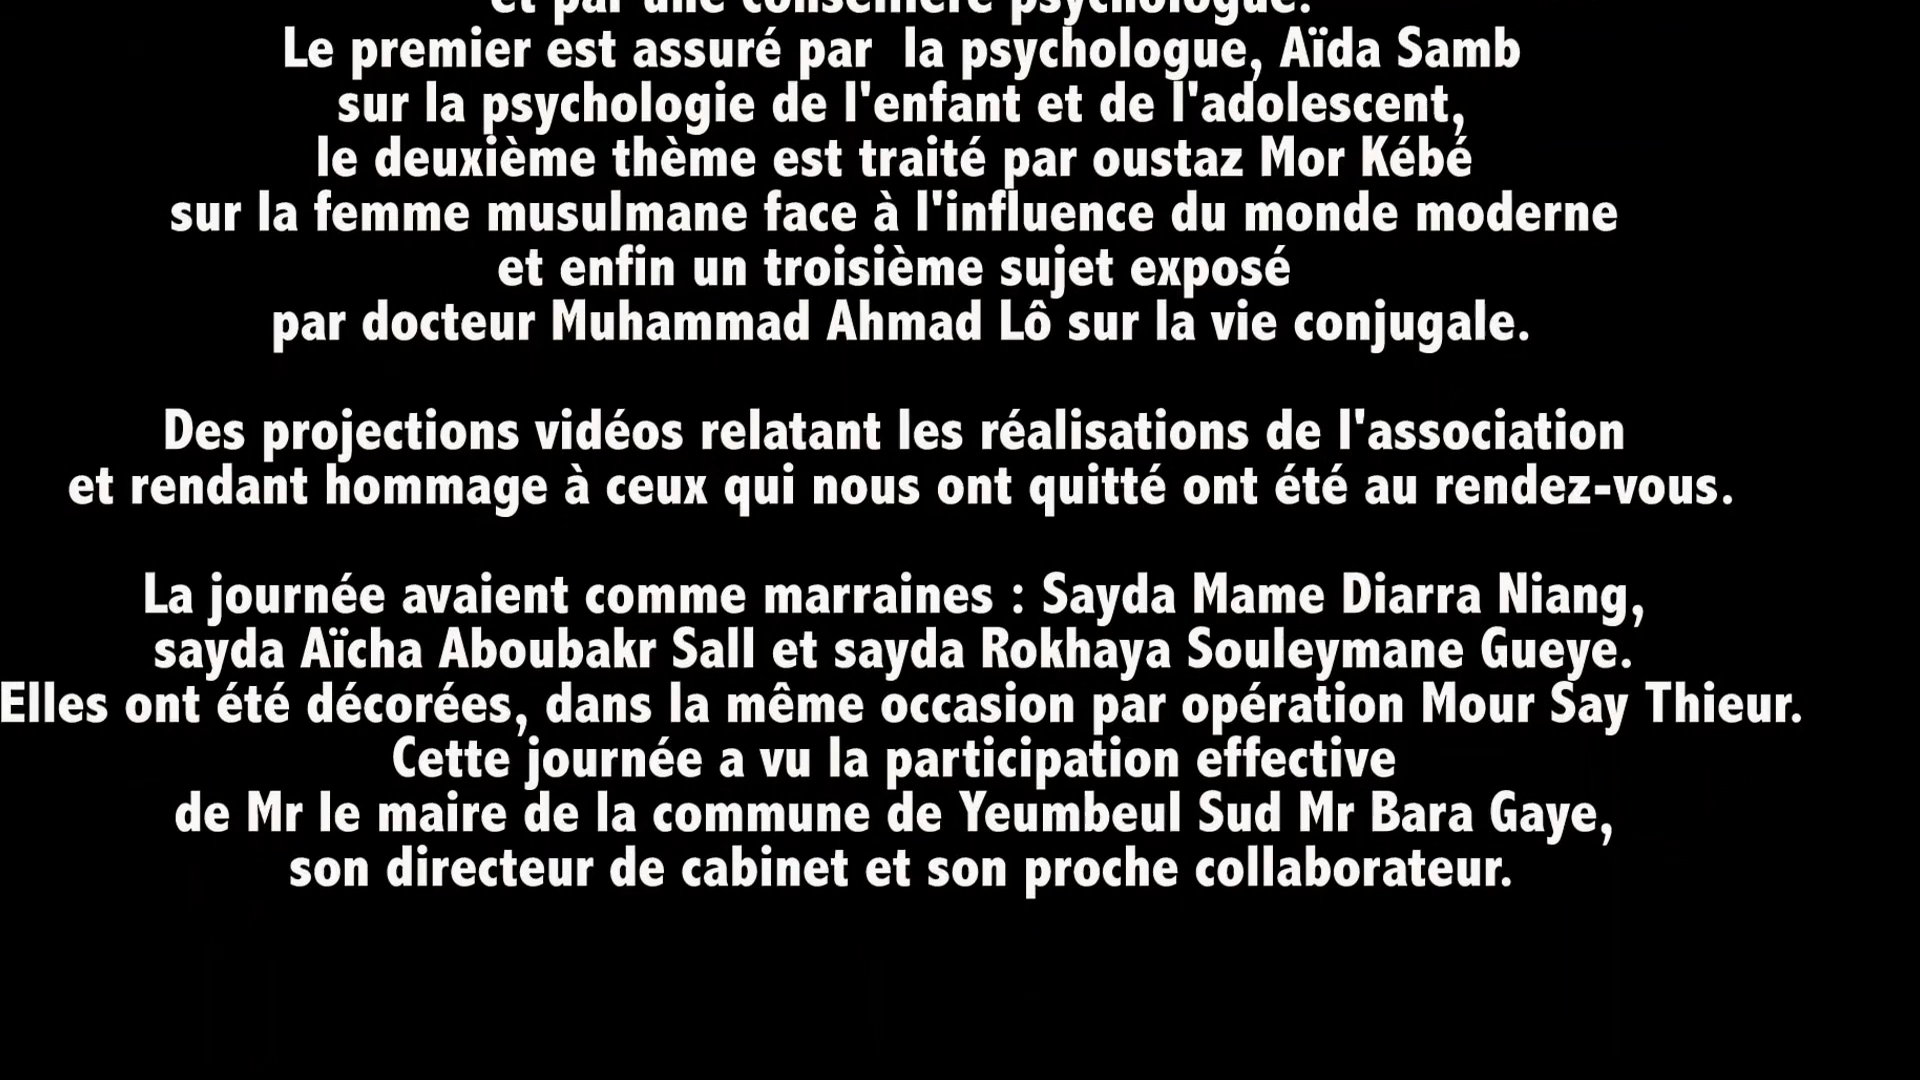 et par une conseillère psychologue.
Le premier est assuré par  la psychologue, Aïda Samb
sur la psychologie de l'enfant et de l'adolescent,
le deuxième thème est traité par oustaz Mor Kébé
sur la femme musulmane face à l'influence du monde moderne
et enfin un troisième sujet exposé
par docteur Muhammad Ahmad Lô sur la vie conjugale.
Des projections vidéos relatant les réalisations de l'association
et rendant hommage à ceux qui nous ont quitté ont été au rendez-vous.
La journée avaient comme marraines : Sayda Mame Diarra Niang,
sayda Aïcha Aboubakr Sall et sayda Rokhaya Souleymane Gueye.
Elles ont été décorées, dans la même occasion par opération Mour Say Thieur.
Cette journée a vu la participation effective
de Mr le maire de la commune de Yeumbeul Sud Mr Bara Gaye,
son directeur de cabinet et son proche collaborateur.